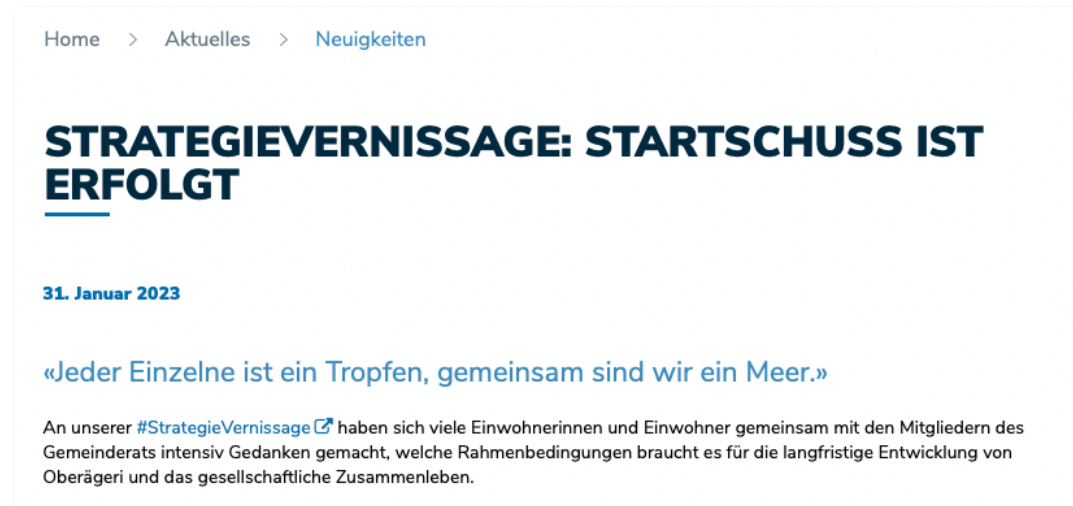 Home > Aktuelles > Neuigkeiten
STRATEGIEVERNISSAGE: STARTSCHUSS IST
ERFOLGT
31. Januar 2023
«Jeder Einzelne ist ein Tropfen, gemeinsam sind wir ein Meer.»
An unserer #StrategieVernissage haben sich viele Einwohnerinnen und Einwohner gemeinsam mit den Mitgliedern des
Gemeinderats intensiv Gedanken gemacht, welche Rahmenbedingungen braucht es für die langfristige Entwicklung von
Oberägeri und das gesellschaftliche Zusammenleben.